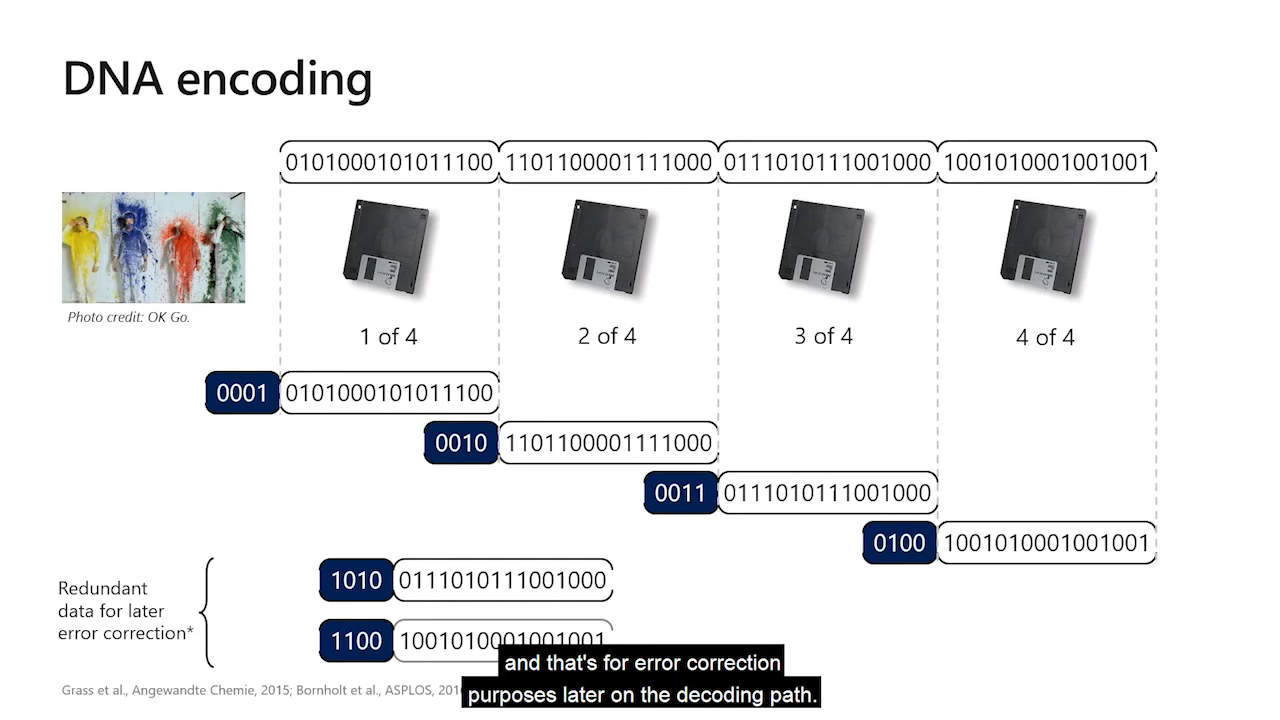 DNA encoding
0101000101011100 1101100001111000 0111010111001000 1001010001001001
Photo credit: OK Go.
1 of 4 2 of 4 3 of 4 4 of 4
0001 0101000101011100
0010 1101100001111000
0011 0111010111001000
0100 1001010001001001
Redundant
data for later
error correction*
1010 0111010111001000
1100 1001010001001001
Grass et al., Angewandte Chemie, 2015; Bornholt et al., ASPLOS,
and that's for error correction
purposes later on the decoding path.